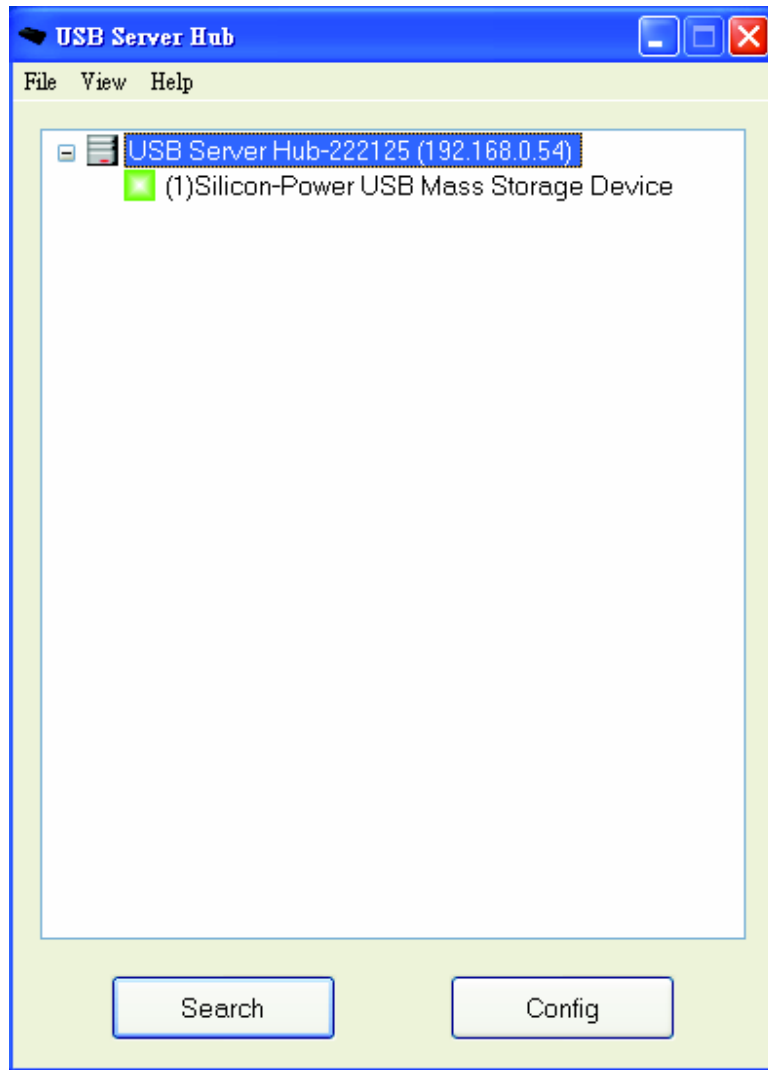 USB Server Hub
File View Help
USB Server Hub-222125 (192.168.0.54)
(1)Silicon-Power USB Mass Storage Device
Search Config